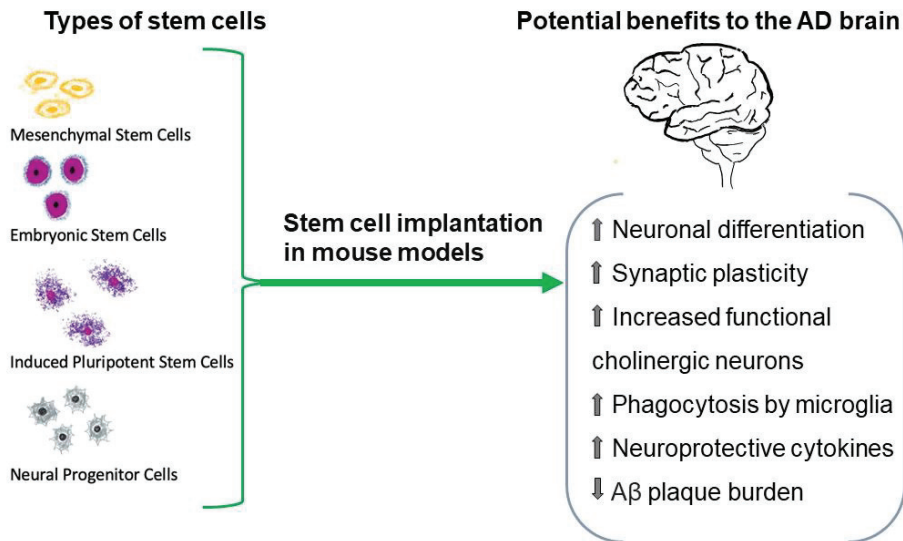 Types of stem cells
Mesenchymal Stem Cells
Embryonic Stem Cells
Induced Pluripotent Stem Cells
Neural Progenitor Cells
Stem cell implantation
in mouse models
Potential benefits to the AD brain
⇑ Neuronal differentiation
⇑ Synaptic plasticity
⇑ Increased functional
cholinergic neurons
⇑ Phagocytosis by microglia
⇑ Neuroprotective cytokines
⇓ Aβ plaque burden